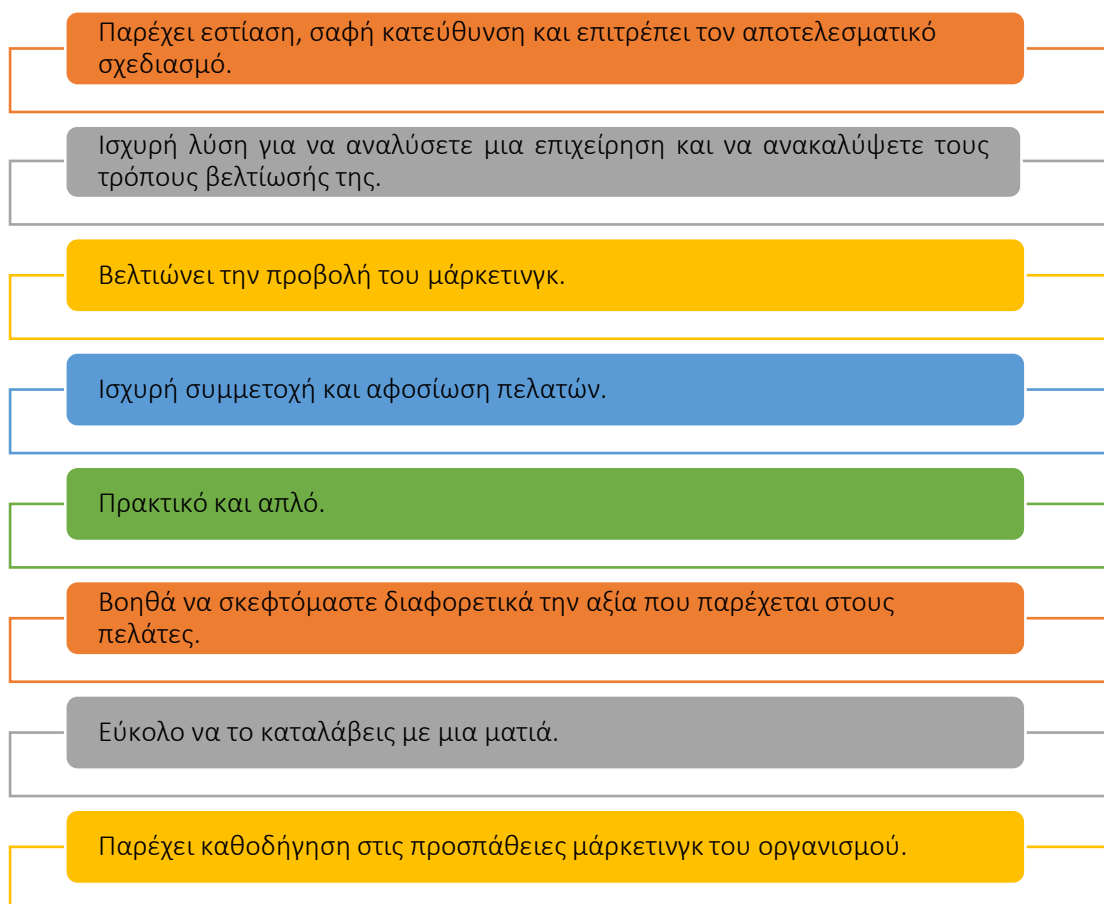 Παρέχει εστίαση, σαφή κατεύθυνση και επιτρέπει τον αποτελεσματικό
σχεδιασμό.
Ισχυρή λύση για να αναλύσετε μια επιχείρηση και να ανακαλύψετε τους
τρόπους βελτίωσής της.
Βελτιώνει την προβολή του μάρκετινγκ.
Ισχυρή συμμετοχή και αφοσίωση πελατών.
Πρακτικό και απλό.
Βοηθά να σκεφτόμαστε διαφορετικά την αξία που παρέχεται στους
πελάτες.
Εύκολο να το καταλάβεις με μια ματιά.
Παρέχει καθοδήγηση στις προσπάθειες μάρκετινγκ του οργανισμού.